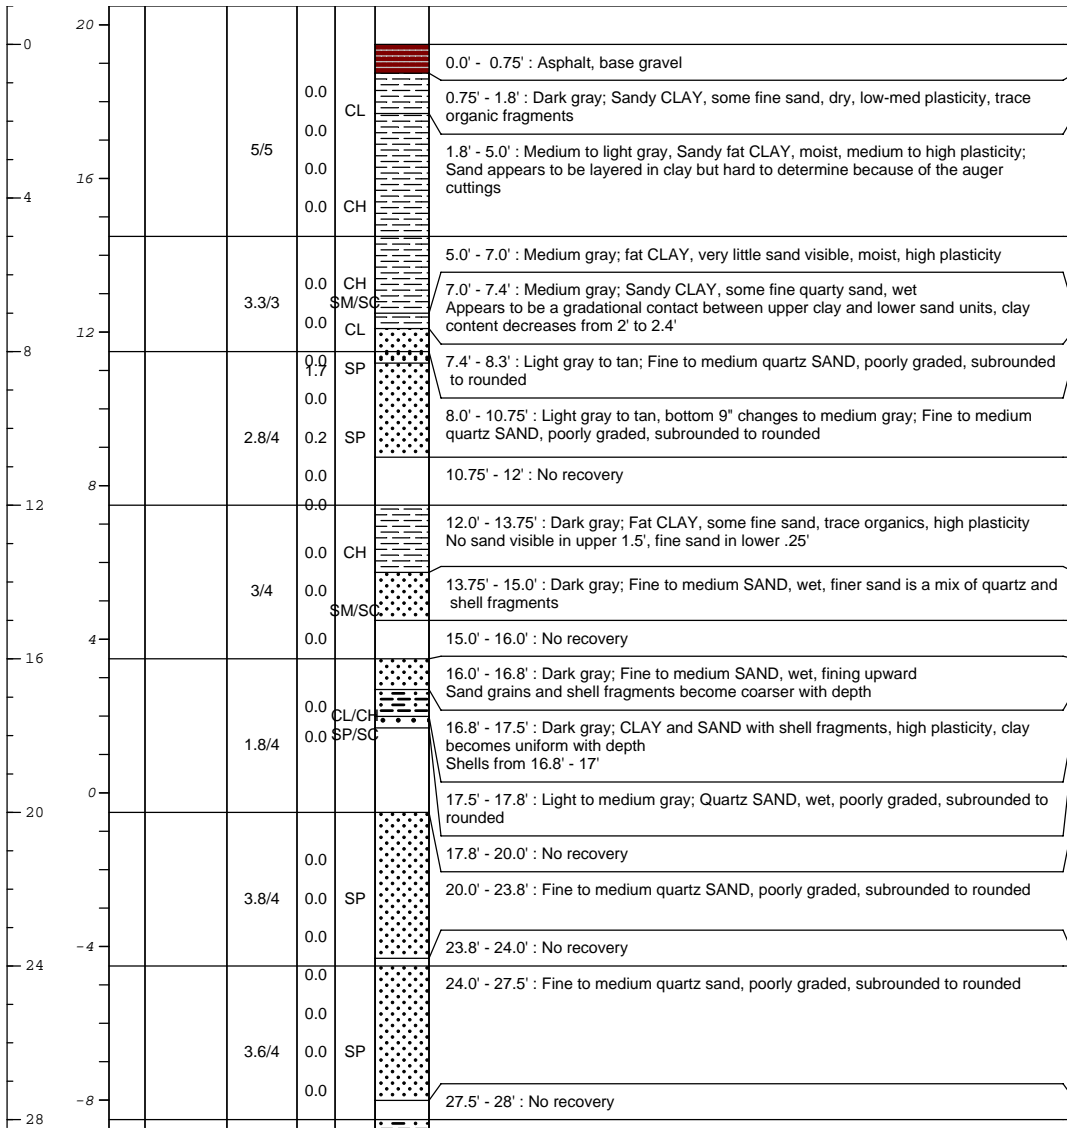 20
0
0.0' - 0.75' : Asphalt, base gravel
0.0
CL
0.75' - 1.8' : Dark gray; Sandy CLAY, some fine sand, dry, low-med plasticity, trace
organic fragments
0.0
5/5
1.8' - 5.0' : Medium to light gray, Sandy fat CLAY, moist, medium to high plasticity;
Sand appears to be layered in clay but hard to determine because of the auger
cuttings
0.0
16
4
0.0
CH
5.0' - 7.0' : Medium gray; fat CLAY, very little sand visible, moist, high plasticity
0.0
CH
3.3/3
SM/SC
7.0' - 7.4' : Medium gray; Sandy CLAY, some fine quarty sand, wet
Appears to be a gradational contact between upper clay and lower sand units, clay
content decreases from 2' to 2.4'
0.0
CL
12
8
0.0
1.7
SP
7.4' - 8.3' : Light gray to tan; Fine to medium quartz SAND, poorly graded, subrounded
to rounded
0.0
8.0' - 10.75' : Light gray to tan, bottom 9" changes to medium gray; Fine to medium
quartz SAND, poorly graded, subrounded to rounded
2.8/4
0.2
SP
0.0
10.75' - 12' : No recovery
8
12
0.0
12.0' - 13.75' : Dark gray; Fat CLAY, some fine sand, trace organics, high plasticity
No sand visible in upper 1.5', fine sand in lower .25'
0.0
CH
3/4
0.0
SM/SC
13.75' - 15.0' : Dark gray; Fine to medium SAND, wet, finer sand is a mix of quartz and
shell fragments
4
0.0
15.0' - 16.0' : No recovery
16
16.0' - 16.8' : Dark gray; Fine to medium SAND, wet, fining upward
Sand grains and shell fragments become coarser with depth
0.0
CL/CH
0.0
SP/SC
1.8/4
16.8' - 17.5' : Dark gray; CLAY and SAND with shell fragments, high plasticity, clay
becomes uniform with depth
Shells from 16.8' - 17'
0
17.5' - 17.8' : Light to medium gray; Quartz SAND, wet, poorly graded, subrounded to
rounded
20
17.8' - 20.0' : No recovery
0.0
3.8/4
0.0
SP
20.0' - 23.8' : Fine to medium quartz SAND, poorly graded, subrounded to rounded
0.0
-4
23.8' - 24.0' : No recovery
24
0.0
24.0' - 27.5' : Fine to medium quartz sand, poorly graded, subrounded to rounded
0.0
3.6/4
0.0
SP
0.0
-8
27.5' - 28' : No recovery
28